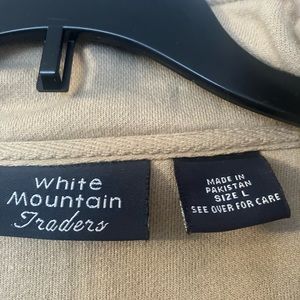 White
Mountain
Traders
MADE IN
PAKISTAN
SIZE L
SEE OVER FOR CARE